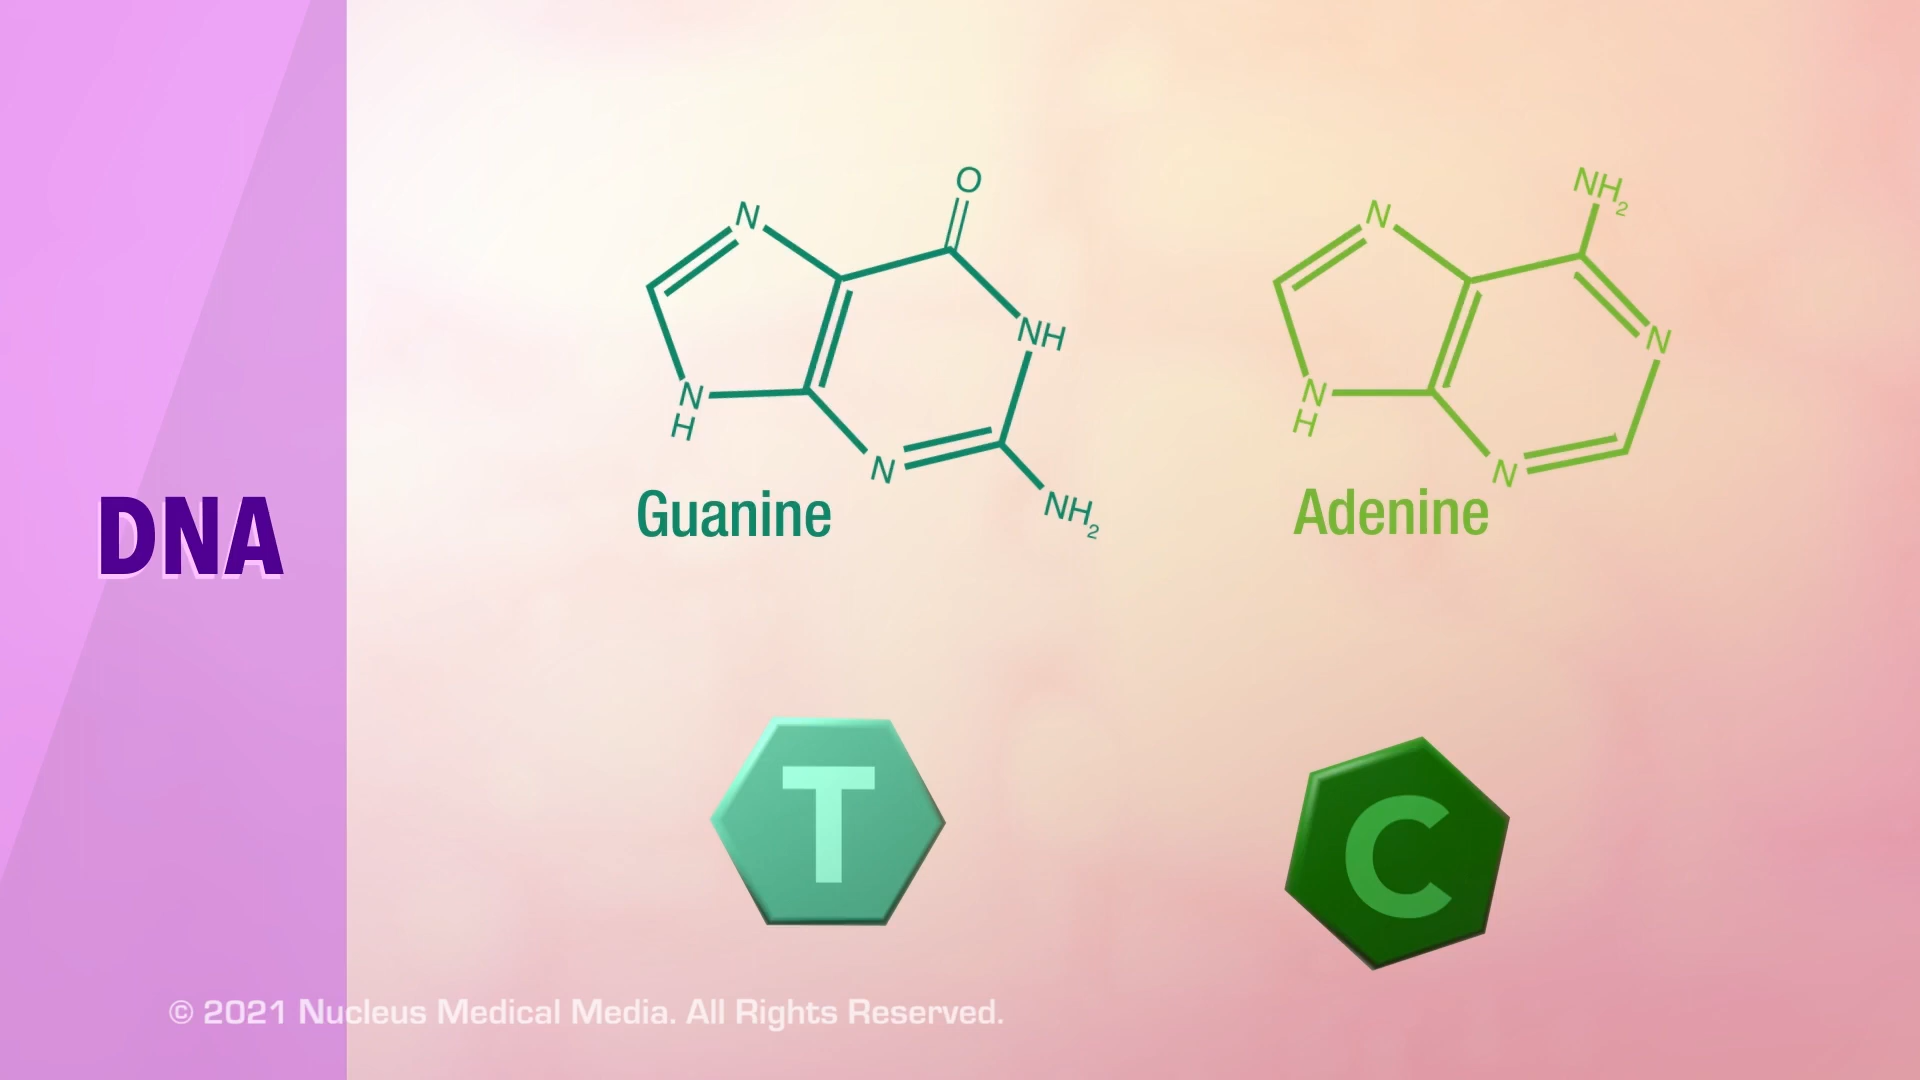 O
N
NH
N
H
N
NH₂
Guanine
NH₂
N
N
N
H
N
Adenine
DNA
T
C
© 2021 Nucleus Medical Media. All Rights Reserved.